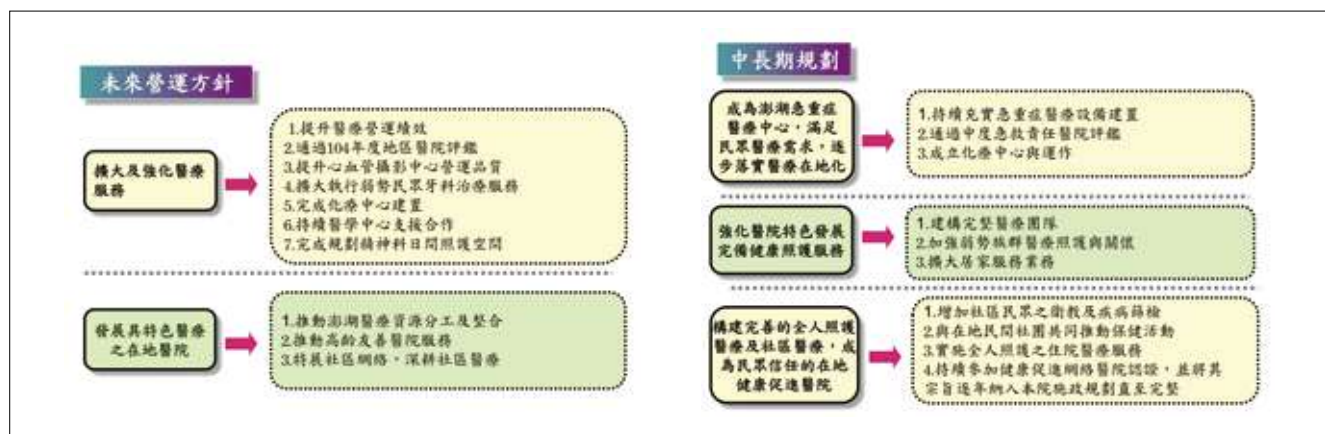 未來營運方針
擴大及強化醫療
服務
1.提升醫療營運績效
2.通過104年度地區醫院評鑑
3.提升心血管攝影中心營運品質
4.擴大執行弱勢民眾牙科治療服務
5.完成化療中心建置
6.持續醫學中心支援合作
7.完成規劃精神科日間照護空間
發展具特色醫療
之在地醫院
1.推動澎湖醫療資源分工及整合
2.推動高齡友善醫院服務
3.特展社區網絡，深耕社區醫療
中長期規劃
成為澎湖急重症
醫療中心，滿足
民眾醫療需求，逐
步落實醫療在地化
1.持續充實急重症醫療設備建置
2.通過中度急救責任醫院評鑑
3.成立化療中心與運作
強化醫院特色發展
完備健康照護服務
1.建構完整醫療團隊
2.加強弱勢族群醫療照護與關懷
3.擴大居家服務業務
構建完善的全人照護
醫療及社區醫療，成
為民眾信任的在地
健康促進醫院
1.增加社區民眾之衛教及疾病篩檢
2.與在地民間社團共同推動保健活動
3.實施全人照護之住院醫療服務
4.持續參加健康促進網絡醫院認證，並將其
宗旨逐年納入本院施政規劃直至完整